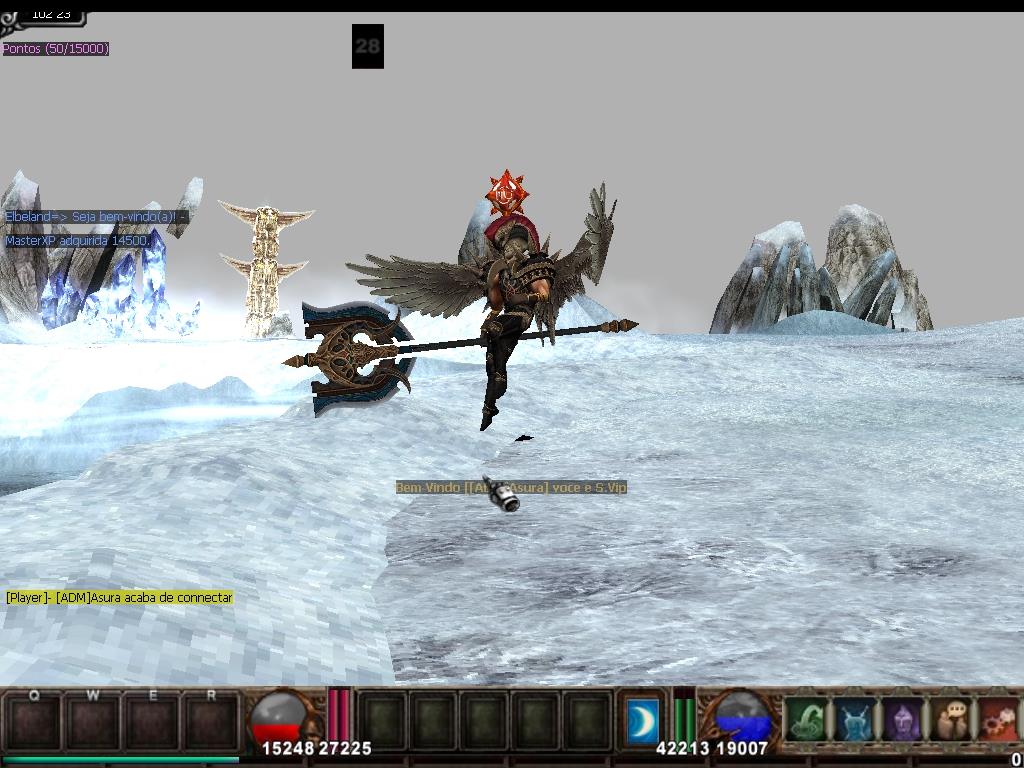 102 23
Pontos (50/15000)
28
Elbeland=> Seja bem-vindo(a)! -
MasterXP adquirida 14500.
Bem-Vindo [[A Asura] voce e S.Vip
[Player]- [ADM]Asura acaba de connectar
Q W E R
15248 27225 42213 19007
0